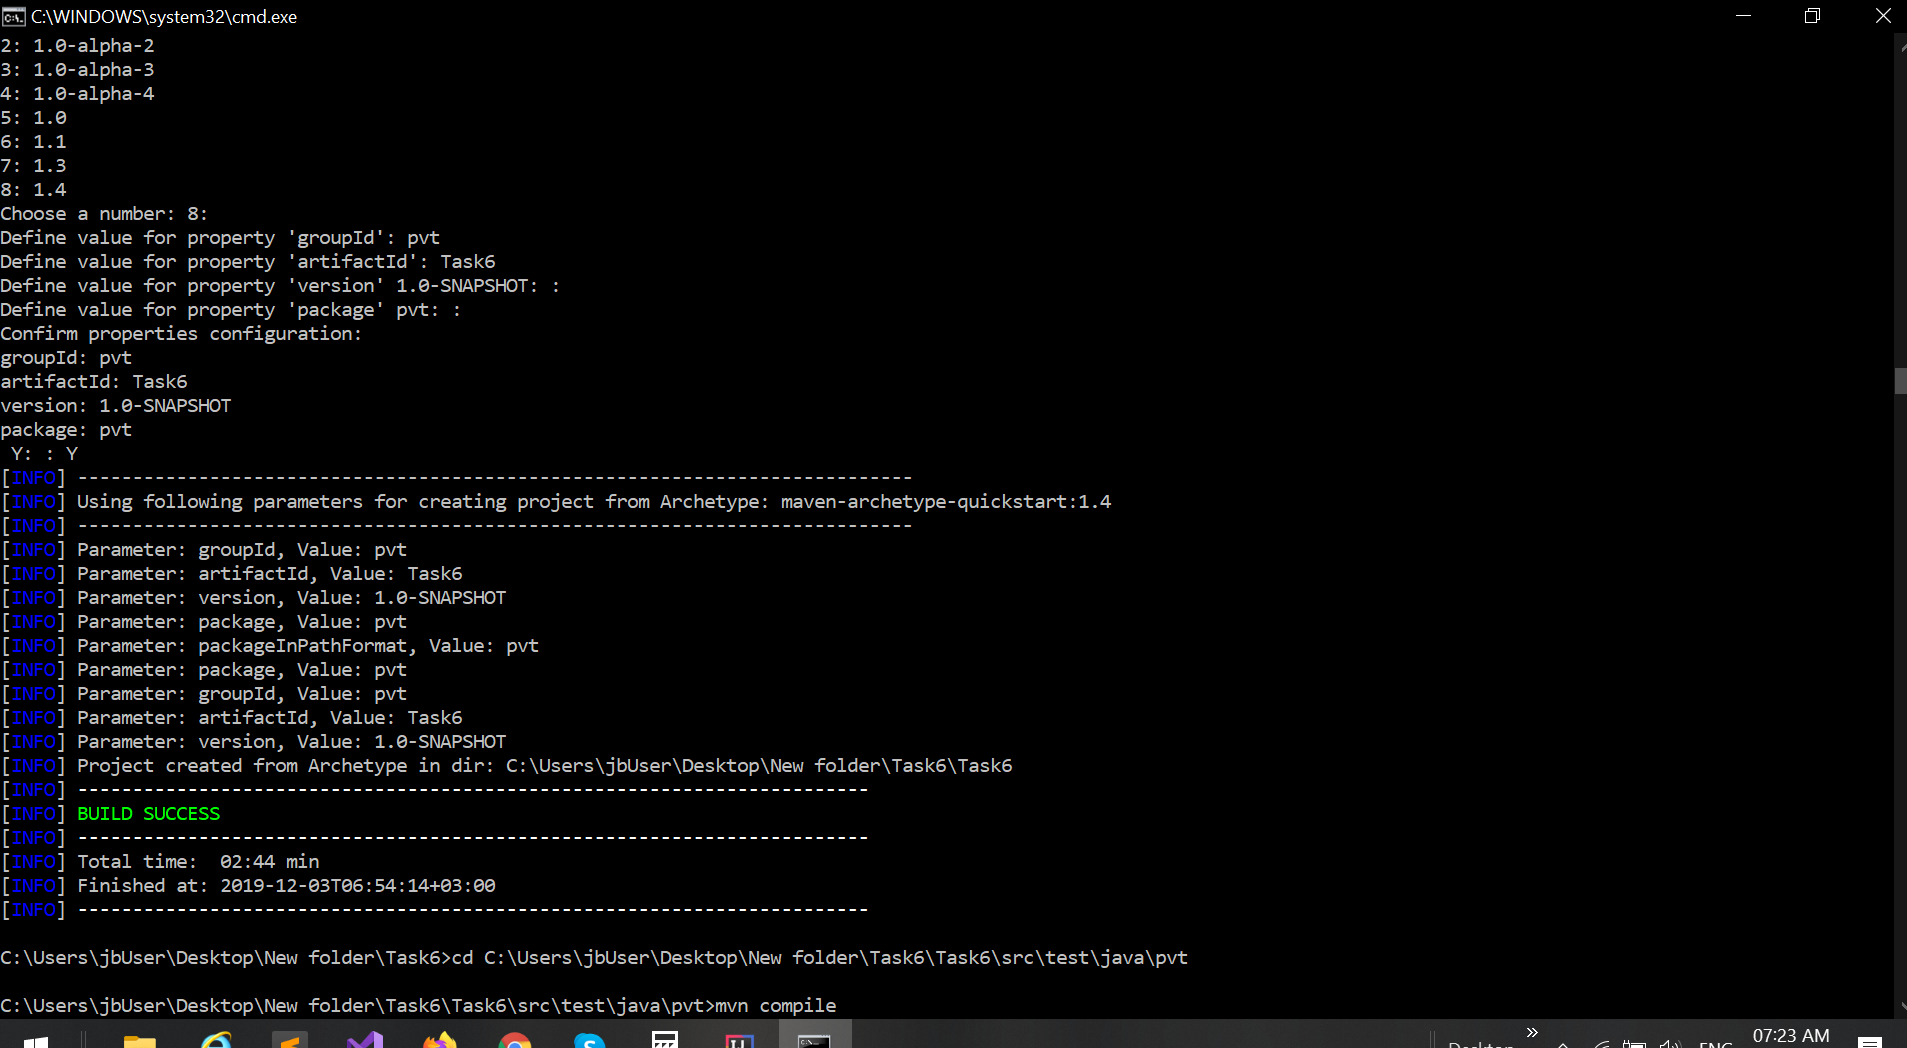 C:\WINDOWS\system32\cmd.exe
2: 1.0-alpha-2
3: 1.0-alpha-3
4: 1.0-alpha-4
5: 1.0
6: 1.1
7: 1.3
8: 1.4
Choose a number: 8:
Define value for property 'groupId': pvt
Define value for property 'artifactId': Task6
Define value for property 'version' 1.0-SNAPSHOT: :
Define value for property 'package' pvt: :
Confirm properties configuration:
groupId: pvt
artifactId: Task6
version: 1.0-SNAPSHOT
package: pvt
 Y: : Y
[INFO] ----------------------------------------------------------------------------
[INFO] Using following parameters for creating project from Archetype: maven-archetype-quickstart:1.4
[INFO] ----------------------------------------------------------------------------
[INFO] Parameter: groupId, Value: pvt
[INFO] Parameter: artifactId, Value: Task6
[INFO] Parameter: version, Value: 1.0-SNAPSHOT
[INFO] Parameter: package, Value: pvt
[INFO] Parameter: packageInPathFormat, Value: pvt
[INFO] Parameter: package, Value: pvt
[INFO] Parameter: groupId, Value: pvt
[INFO] Parameter: artifactId, Value: Task6
[INFO] Parameter: version, Value: 1.0-SNAPSHOT
[INFO] Project created from Archetype in dir: C:\Users\jbUser\Desktop\New folder\Task6\Task6
[INFO] ------------------------------------------------------------------------
[INFO] BUILD SUCCESS
[INFO] ------------------------------------------------------------------------
[INFO] Total time:  02:44 min
[INFO] Finished at: 2019-12-03T06:54:14+03:00
[INFO] ------------------------------------------------------------------------
C:\Users\jbUser\Desktop\New folder\Task6>cd C:\Users\jbUser\Desktop\New folder\Task6\Task6\src\test\java\pvt
C:\Users\jbUser\Desktop\New folder\Task6\Task6\src\test\java\pvt>mvn compile
Desktop » ENG 07:23 AM